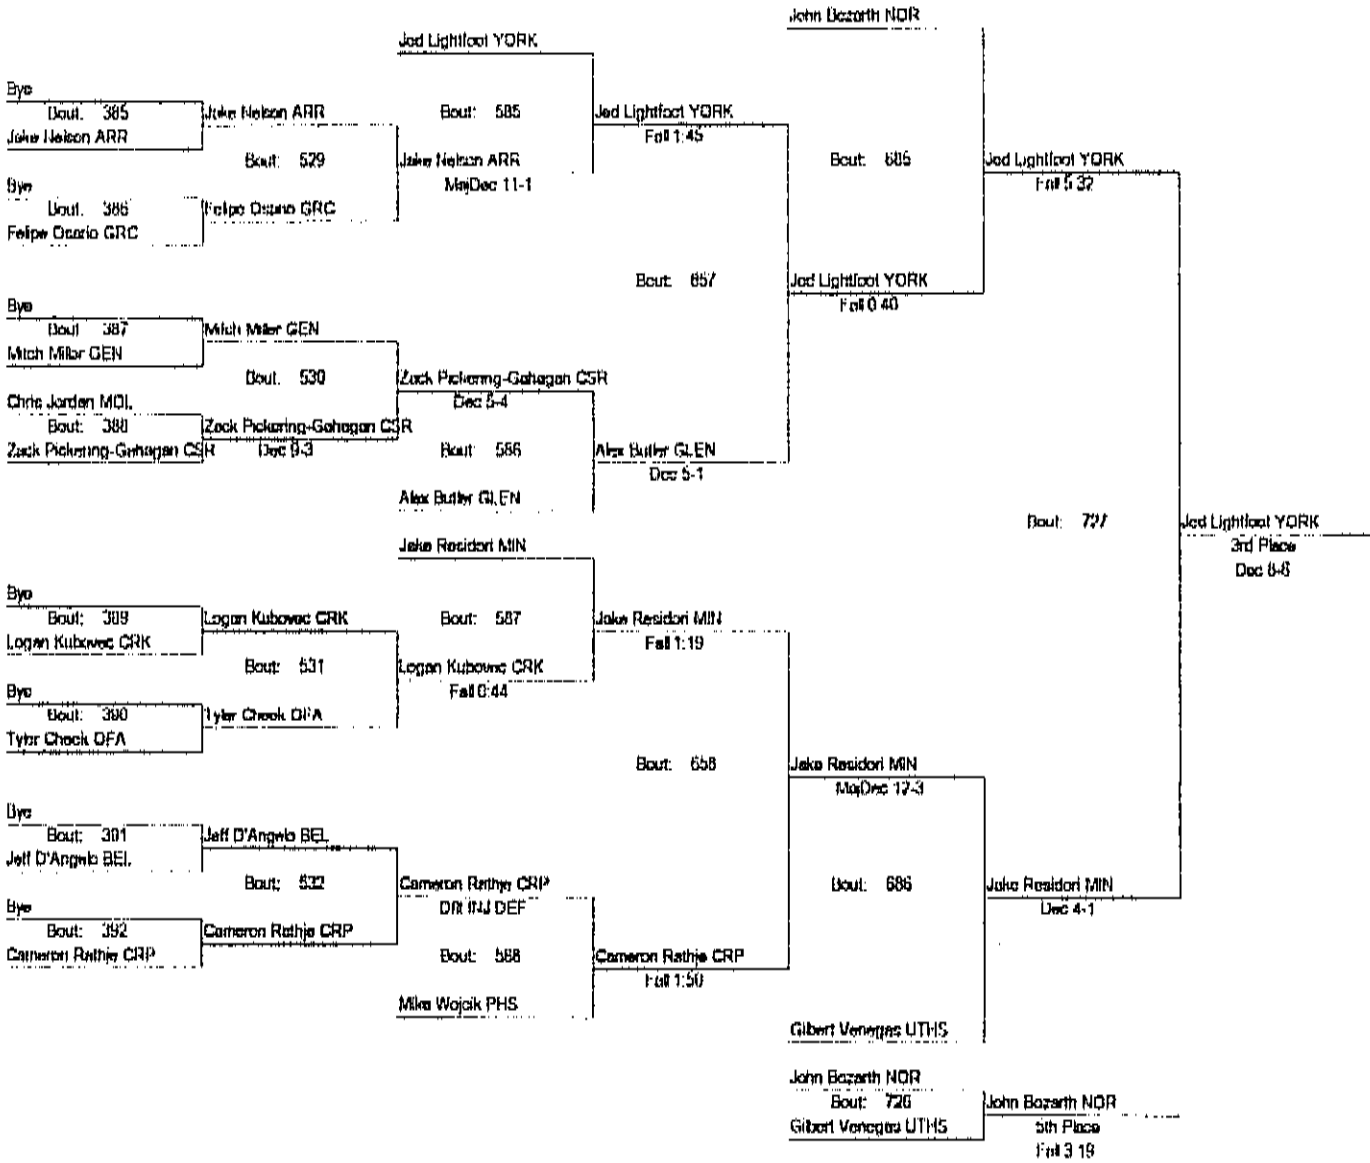 John Bozarth NOR
Jed Lightfoot YORK
Bye
Bout: 385
Jake Nelson ARR
Jake Nelson ARR
Bout: 529
Bye
Bout: 386
Felipe Osorio GRC
Felipe Osorio GRC
Bout: 585
Jake Nelson ARR
MajDec 11-1
Jed Lightfoot YORK
Fall 1:45
Bout: 685
Jed Lightfoot YORK
Fall 5:32
Bout: 657
Jed Lightfoot YORK
Fall 0:40
Bye
Bout: 387
Mitch Miller GEN
Mitch Miller GEN
Bout: 530
Chris Jordan MOL
Bout: 388
Zack Pickering-Gahagan CSR
Zack Pickering-Gahagan CSR
Dec 9-3
Zack Pickering-Gahagan CSR
Dec 5-4
Bout: 586
Alex Butler GLEN
Alex Butler GLEN
Dec 5-1
Bout: 727
Jed Lightfoot YORK
3rd Place
Jake Residori MIN
Bye
Bout: 389
Logan Kubovec CRK
Logan Kubovec CRK
Bout: 531
Bye
Bout: 390
Tyler Cheek OFA
Tyler Cheek OFA
Bout: 587
Logan Kubovec CRK
Fall 0:44
Jake Residori MIN
Fall 1:19
Bout: 658
Jake Residori MIN
MajDec 12-3
Bye
Bout: 391
Jeff D'Angelo BEL
Jeff D'Angelo BEL
Bout: 532
Bye
Bout: 392
Cameron Rathje CRP
Cameron Rathje CRP
Cameron Rathje CRP
INJ DEF
Bout: 588
Mike Wojcik PHS
Cameron Rathje CRP
Fall 1:50
Bout: 686
Jake Residori MIN
Dec 4-1
Gilbert Venegas UTHS
John Bozarth NOR
Bout: 726
Gilbert Venegas UTHS
John Bozarth NOR
5th Place
Fall 3:19